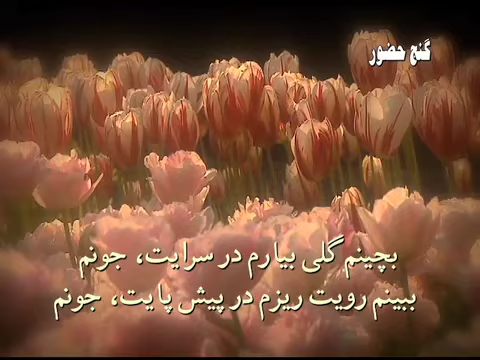 گنج حضور
بچینم گلی بیارم در سرایت، جونم
ببینم رویت ریزم در پیش پایت، جونم